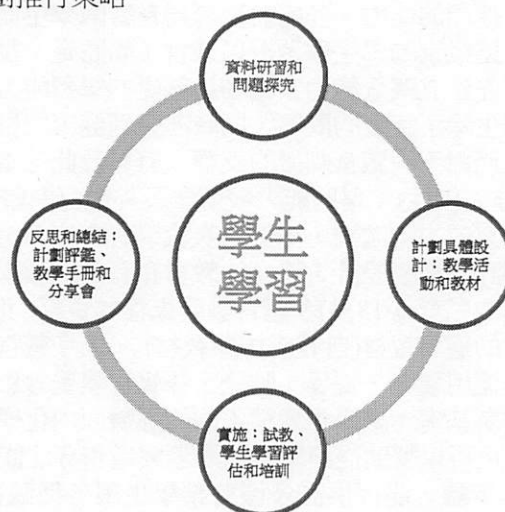 推行策略
資料研習和
問題探究
學生
學習
反思和總結：
計劃評鑑、
教學手冊和
分享會
計劃具體設
計：教學活
動和教材
實施：試教、
學生學習評
估和培訓